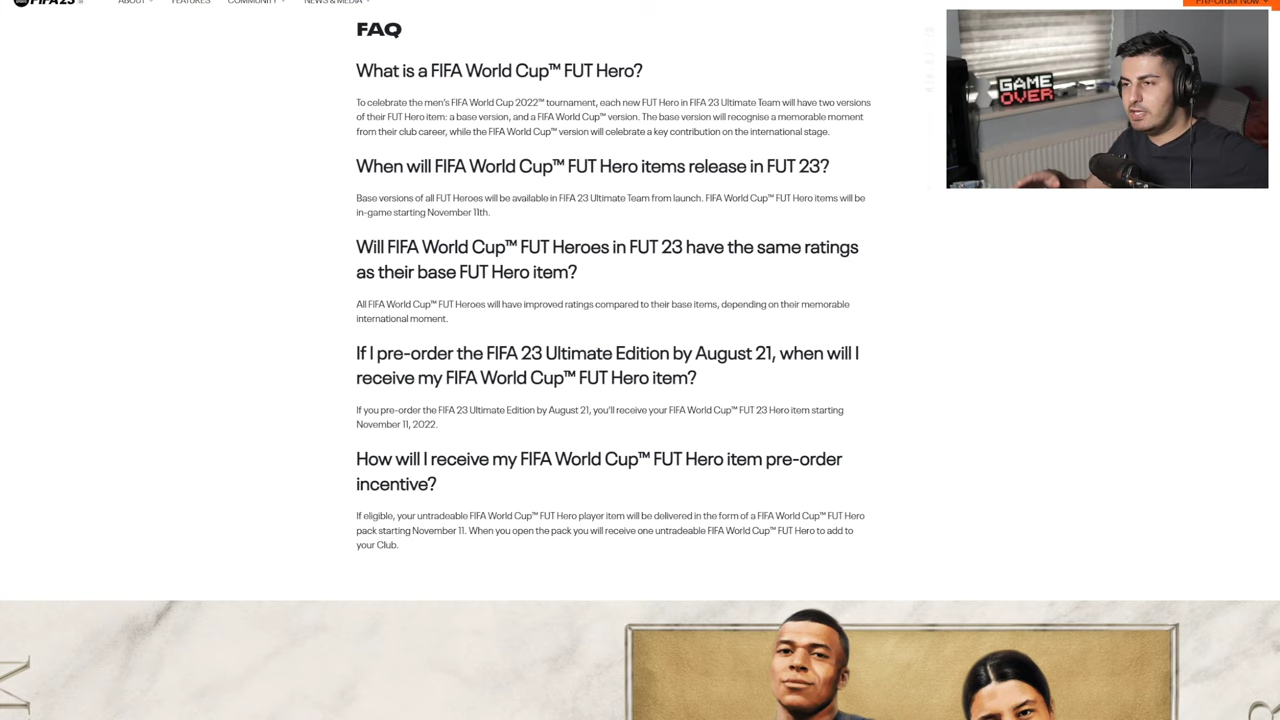 FIFA 23
ABOUT
FEATURES
COMMUNITY
NEWS & MEDIA
Pre-Order Now
FAQ
What is a FIFA World Cup™ FUT Hero?
To celebrate the men's FIFA World Cup 2022™ tournament, each new FUT Hero in FIFA 23 Ultimate Team will have two versions
of their FUT Hero item: a base version, and a FIFA World Cup™ version. The base version will recognise a memorable moment
from their club career, while the FIFA World Cup™ version will celebrate a key contribution on the international stage.
When will FIFA World Cup™ FUT Hero items release in FUT 23?
Base versions of all FUT Heroes will be available in FIFA 23 Ultimate Team from launch. FIFA World Cup™ FUT Hero items will be
in-game starting November 11th.
Will FIFA World Cup™ FUT Heroes in FUT 23 have the same ratings
as their base FUT Hero item?
All FIFA World Cup™ FUT Heroes will have improved ratings compared to their base items, depending on their memorable
international moment.
If I pre-order the FIFA 23 Ultimate Edition by August 21, when will I
receive my FIFA World Cup™ FUT Hero item?
If you pre-order the FIFA 23 Ultimate Edition by August 21, you'll receive your FIFA World Cup™ FUT 23 Hero item starting
November 11, 2022.
How will I receive my FIFA World Cup™ FUT Hero item pre-order
incentive?
If eligible, your untradeable FIFA World Cup™ FUT Hero player item will be delivered in the form of a FIFA World Cup™ FUT Hero
pack starting November 11. When you open the pack you will receive one untradeable FIFA World Cup™ FUT Hero to add to
your Club.
GAME
OVER